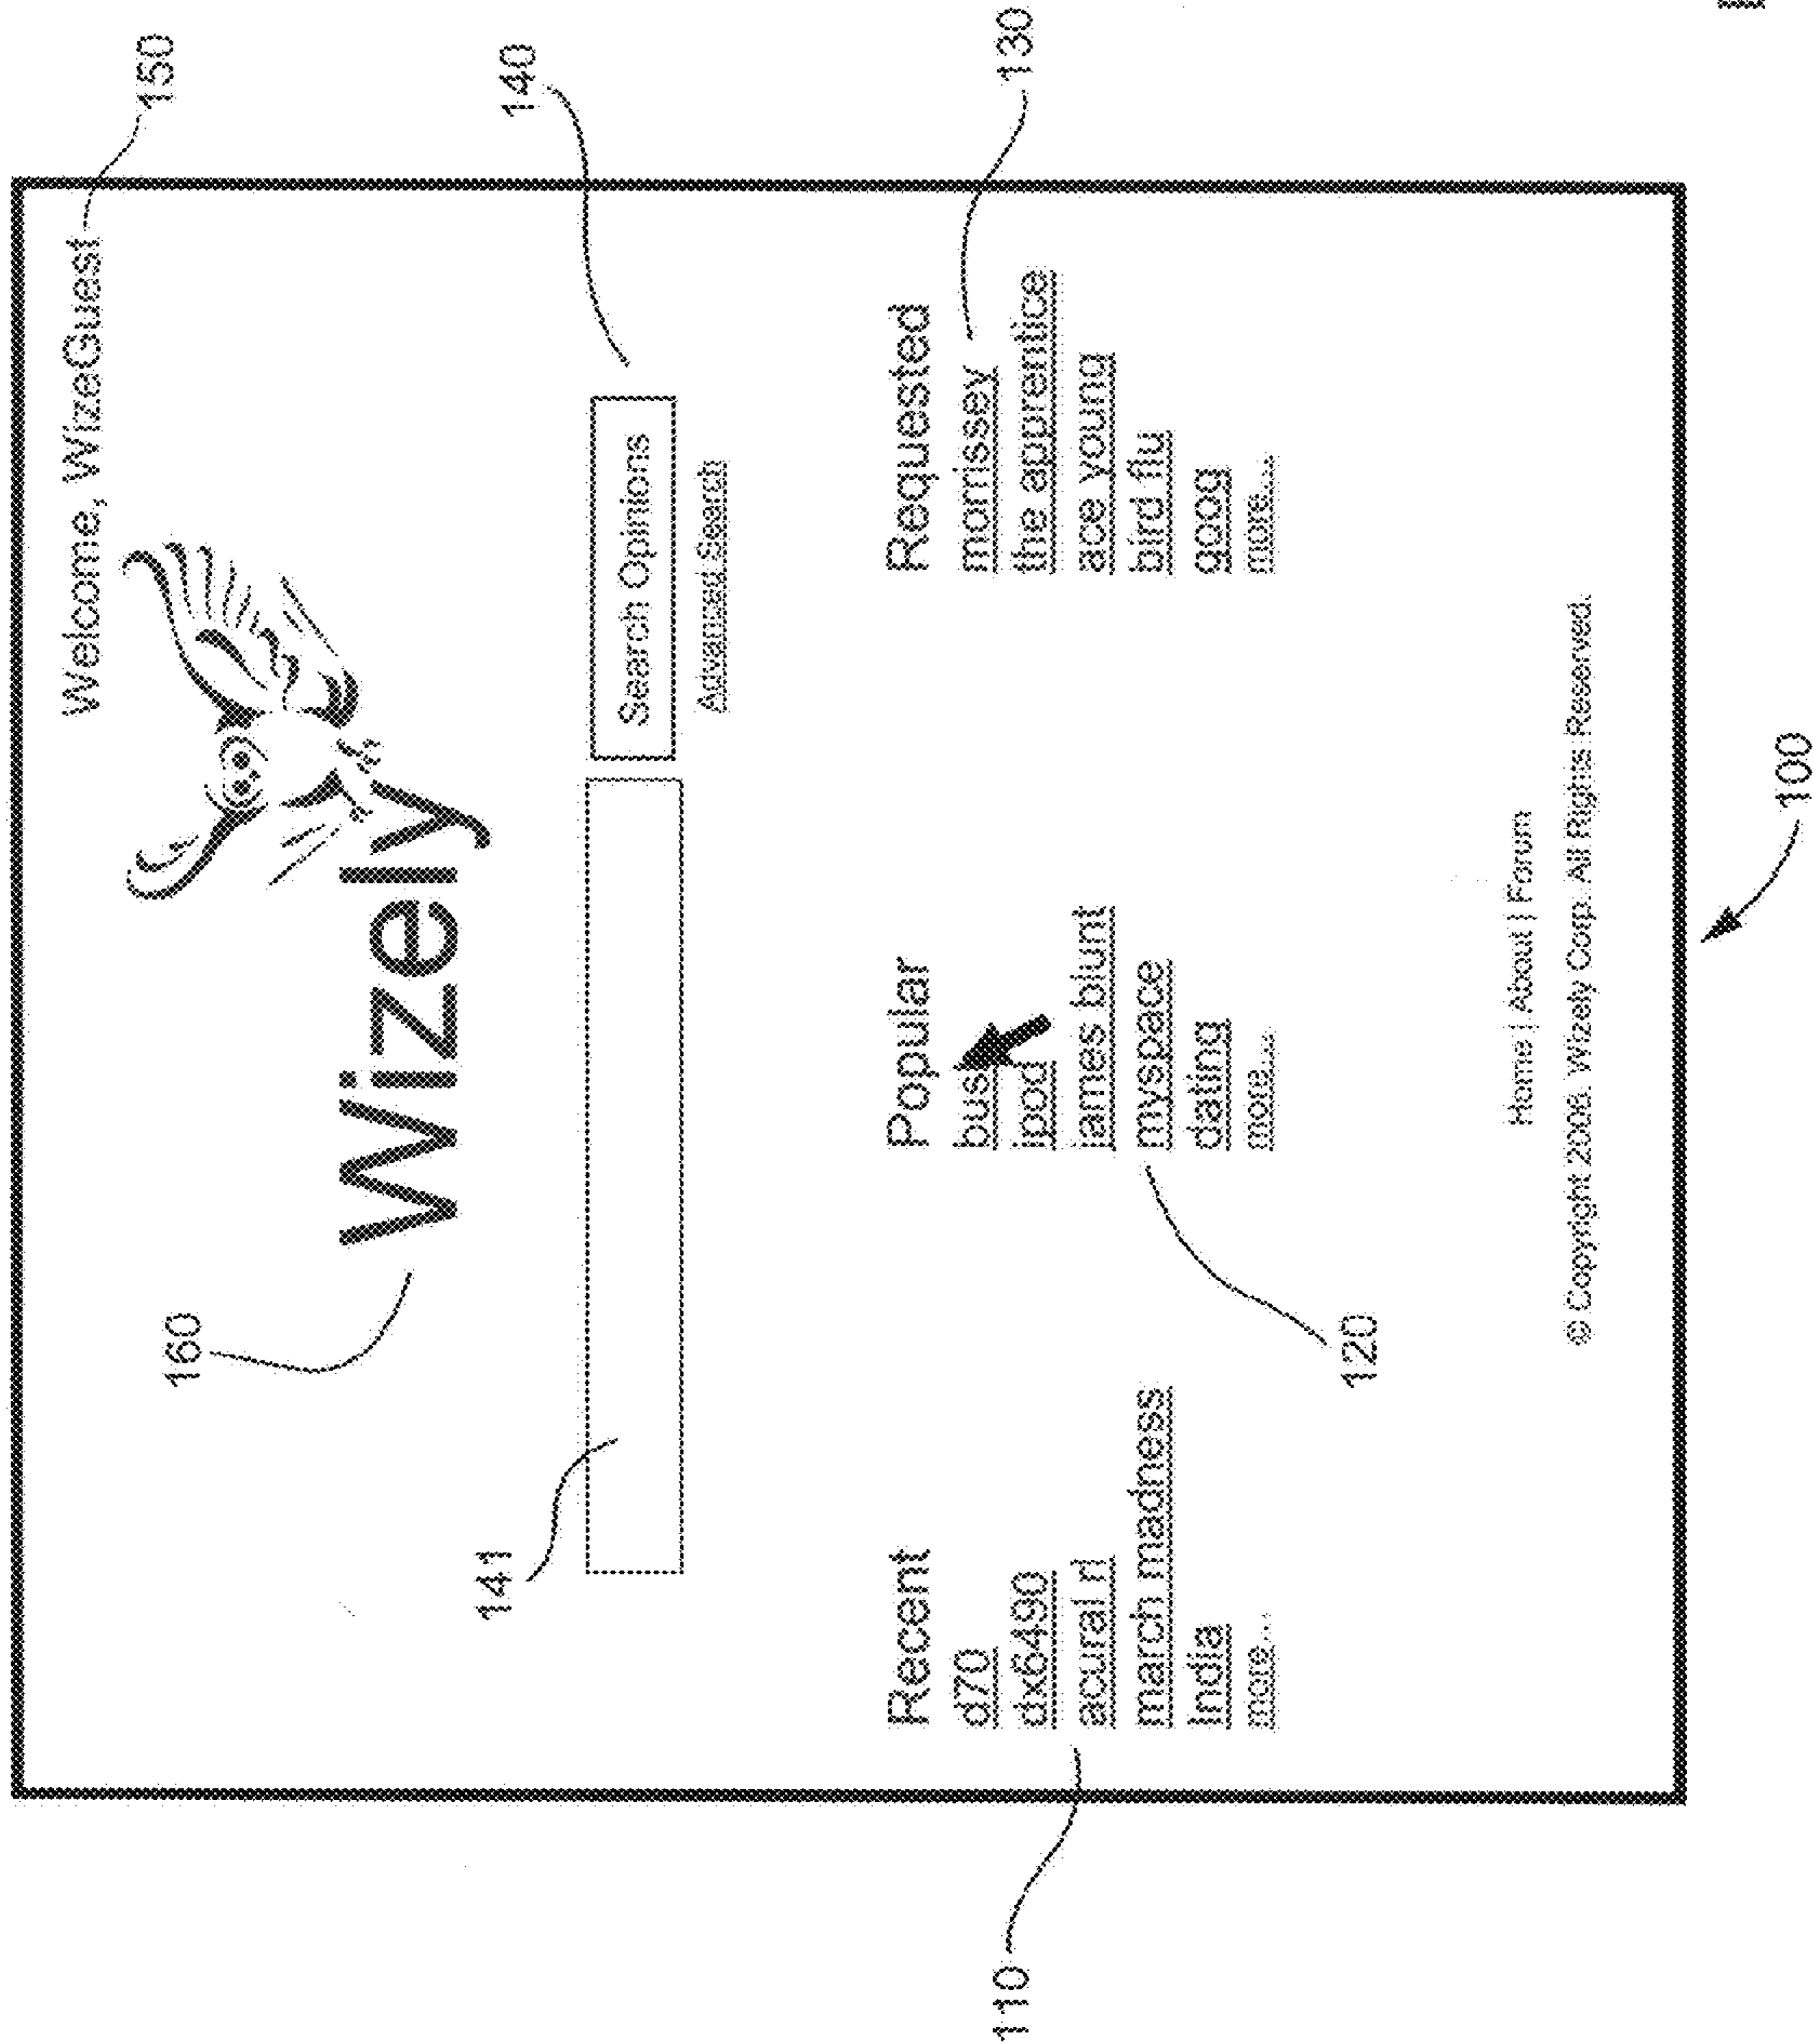 Welcome, WizeGuest
150
160
Wizely
141
140
Search Opinions
Advanced Search
Recent
d70
dx6490
acural rl
march madness
India
more...
110
Popular
ipod
james blunt
myspace
dating
more...
120
Requested
morrissey
the apprentice
ace young
bird flu
goog
more...
130
Home | About | Forum
© Copyright 2006. Wizely Corp. All Rights Reserved.
100